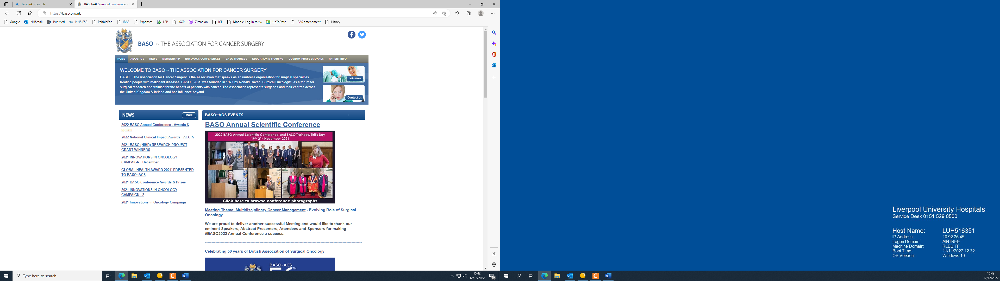 baso uk - Search
BASO~ACS annual conference -
https://baso.org.uk
Google NHSmail PubMed NHS ESR PebblePad IRAS Expenses L2P ISCP Zircadian ICE Moodle: Log in to t... UpToDate IRAS amendment Library
BASO ~ THE ASSOCIATION FOR CANCER SURGERY
HOME ABOUT US NEWS MEMBERSHIP BASO~ACS CONFERENCES BASO TRAINEES EDUCATION & TRAINING COVID19- PROFESSIONALS PATIENT INFO
WELCOME TO BASO ~ THE ASSOCIATION FOR CANCER SURGERY
BASO ~ The Association for Cancer Surgery is the Association that speaks as an umbrella organisation for surgical specialties
treating people with malignant diseases. BASO ~ ACS was founded in 1971 by Ronald Raven, Surgical Oncologist, as a forum for
surgical research and training for the benefit of patients with cancer. The Association represents surgeons and their centres across
the United Kingdom & Ireland and has influence beyond.
Join now
Contact us
NEWS
More
2022 BASO Annual Conference - Awards &
update
2022 National Clinical Impact Awards - ACCIA
2021 BASO (NIHR) RESEARCH PROJECT
GRANT WINNERS
2021 INNOVATIONS IN ONCOLOGY
CAMPAIGN - December
GLOBAL HEALTH AWARD 2021' PRESENTED
TO BASO~ACS
2021 BASO Conference Awards & Prizes
2021 INNOVATIONS IN ONCOLOGY
CAMPAIGN - 2
2021 Innovations in Oncology Campaign
BASO~ACS EVENTS
BASO Annual Scientific Conference
2022 BASO Annual Scientific Conference and BASO Trainees/Skills Day
19th-21st November 2021
Click here to browse conference photographs
Meeting Theme: Multidisciplinary Cancer Management - Evolving Role of Surgical
Oncology
We are proud to deliver another successful Meeting and would like to thank our
eminent Speakers, Abstract Presenters, Attendees and Sponsors for making
#BASO2022 Annual Conference a success.
Celebrating 50 years of British Association of Surgical Oncology
BASO-ACS
TH
Type here to search
15:42
12/12/2022
10
Liverpool University Hospitals
Service Desk 0151 529 0500
Host Name: LUH516351
IP Address: 10.92.26.45
Logon Domain: AINTREE
Machine Domain: RLBUHT
Boot Time: 11/11/2022 12:32
OS Version: Windows 10
15:42
12/12/2022